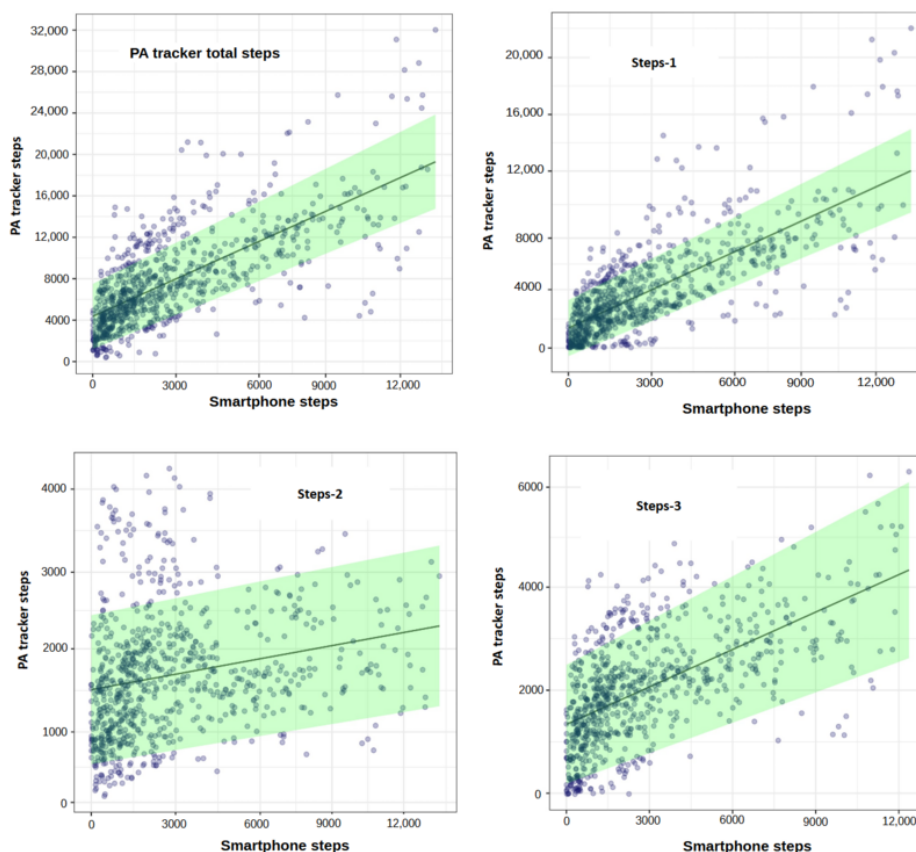 PA tracker total steps
PA tracker steps
32,000
28,000
24,000
20,000
16,000
12,000
8000
4000
0
0 3000 6000 9000 12,000
Smartphone steps
Steps-1
PA tracker steps
20,000
16,000
12,000
8000
4000
0
0 3000 6000 9000 12,000
Smartphone steps
Steps-2
PA tracker steps
4000
3000
2000
1000
0
0 3000 6000 9000 12,000
Smartphone steps
Steps-3
PA tracker steps
6000
4000
2000
0
0 3000 6000 9000 12,000
Smartphone steps